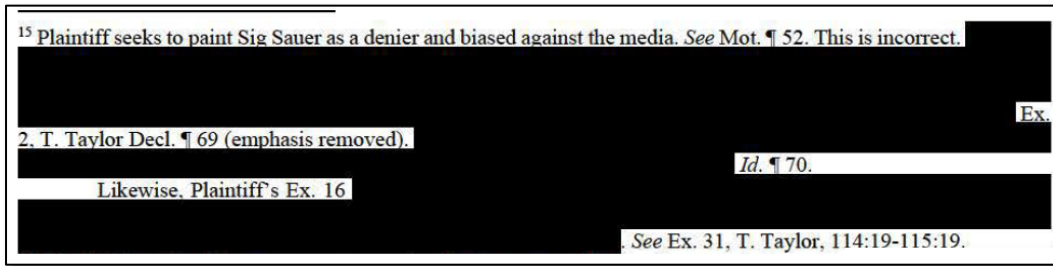 15 Plaintiff seeks to paint Sig Sauer as a denier and biased against the media. See Mot. ¶ 52. This is incorrect.
Ex.
2, T. Taylor Decl. ¶ 69 (emphasis removed).
Id. ¶ 70.
Likewise, Plaintiff's Ex. 16
. See Ex. 31, T. Taylor, 114:19-115:19.